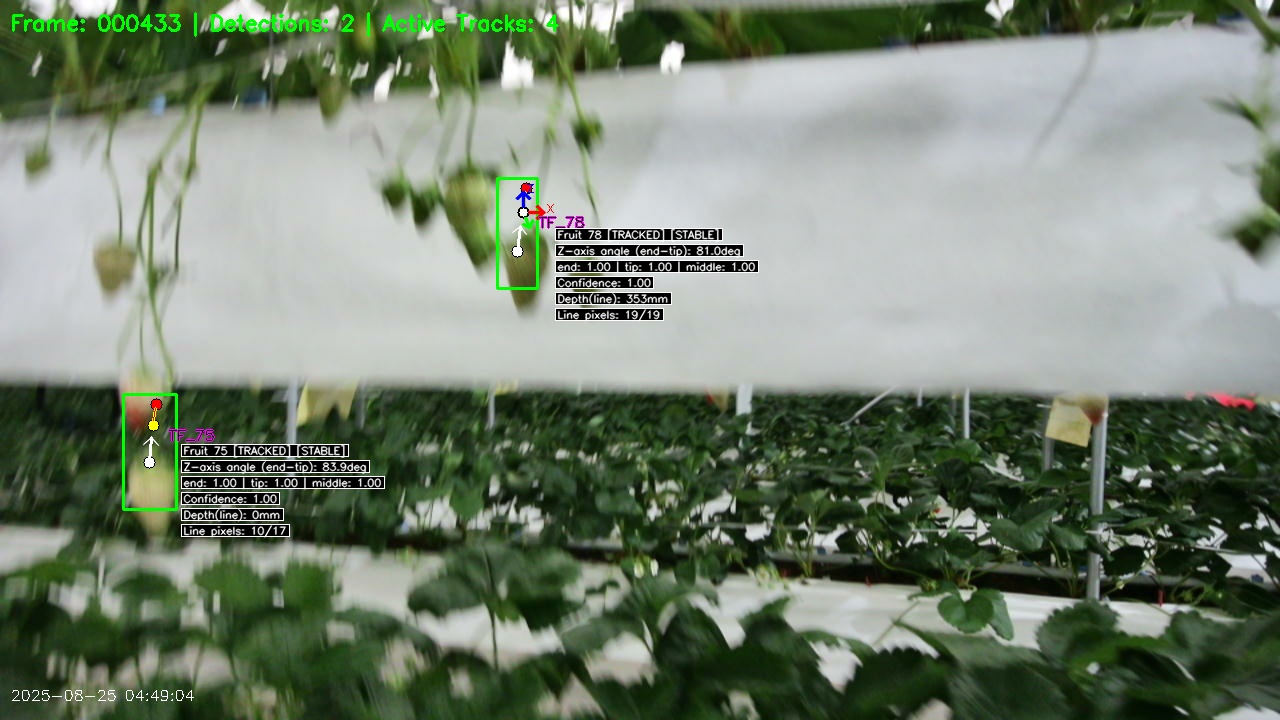 Frame: 000433 | Detections: 2 | Active Tracks: 4
X
TF_78
Fruit 78 [TRACKED] [STABLE]
Z-axis angle (end-tip): 81.0deg
end: 1.00 | tip: 1.00 | middle: 1.00
Confidence: 1.00
Depth(line): 353mm
Line pixels: 19/19
TF_78
Fruit 75 [TRACKED] [STABLE]
Z-axis angle (end-tip): 83.9deg
end: 1.00 | tip: 1.00 | middle: 1.00
Confidence: 1.00
Depth(line): 0mm
Line pixels: 10/17
2025-08-25 04:49:04